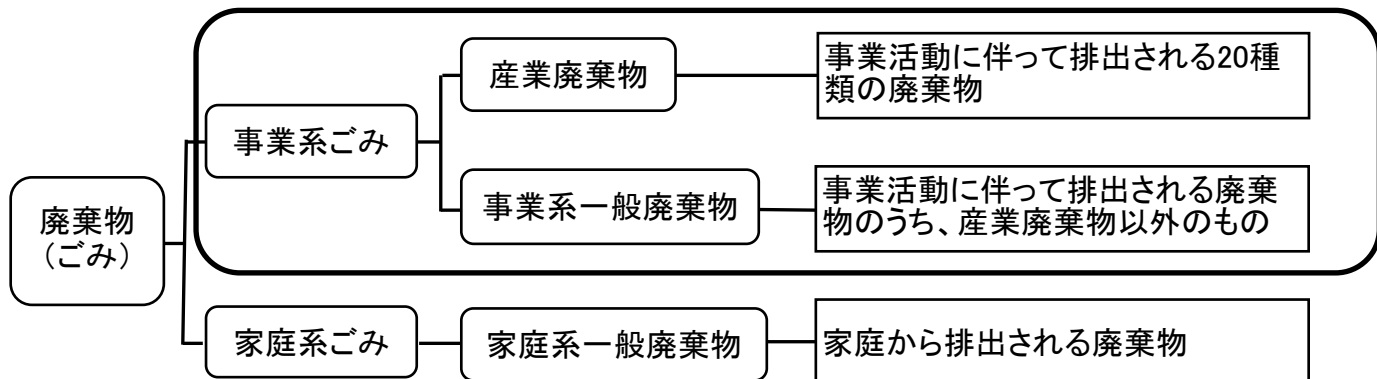 廃棄物
（ごみ）
事業系ごみ
産業廃棄物
事業活動に伴って排出される20種
類の廃棄物
事業系一般廃棄物
事業活動に伴って排出される廃棄
物のうち、産業廃棄物以外のもの
家庭系ごみ
家庭系一般廃棄物
家庭から排出される廃棄物